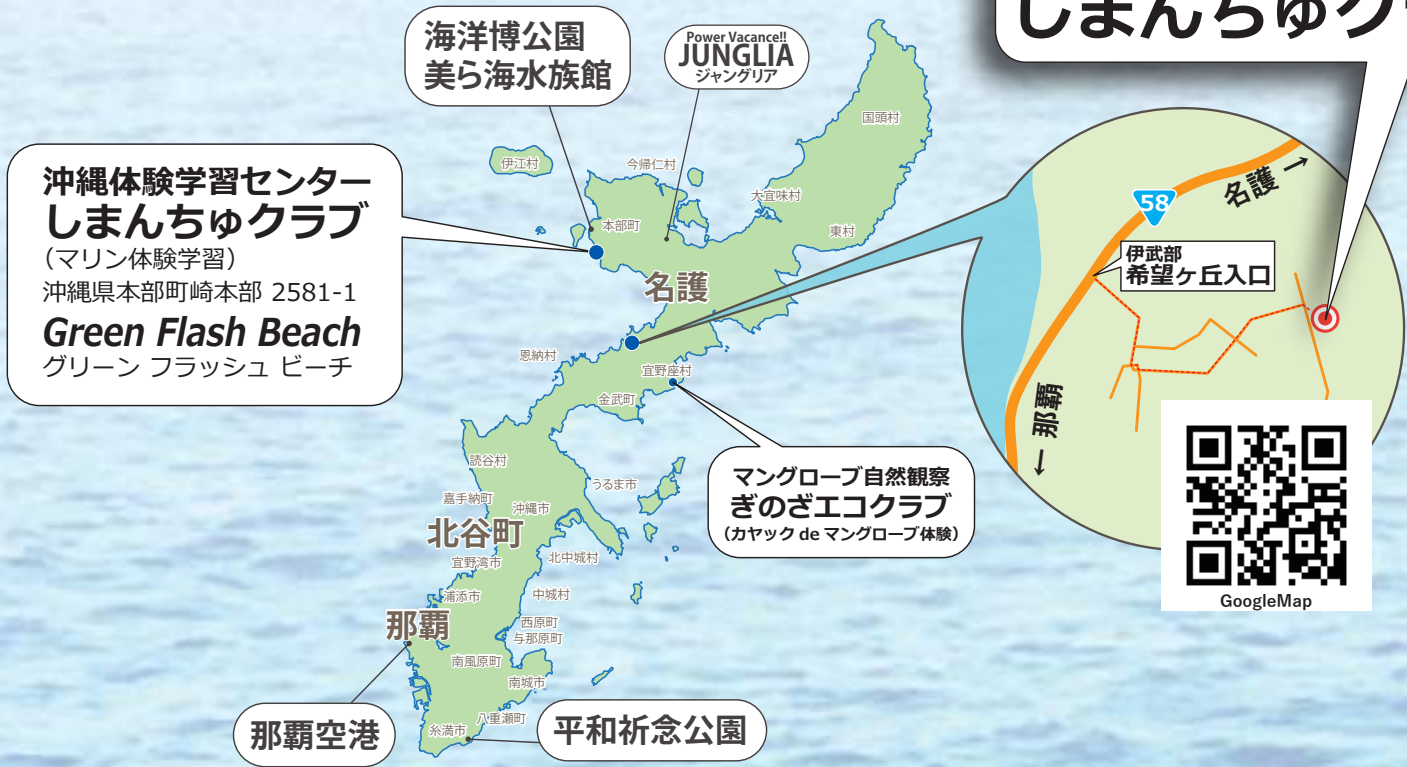 しまんちゅク
海洋博公園
美ら海水族館
Power Vacance!!
JUNGLIA
ジャングリア
国頭村
伊江村
今帰仁村
大宜味村
本部町
東村
名護
沖縄体験学習センター
しまんちゅクラブ
(マリン体験学習)
沖縄県本部町崎本部 2581-1
Green Flash Beach
グリーン フラッシュ ビーチ
58
名護 →
伊武部
希望ヶ丘入口
← 那覇
恩納村
宜野座村
金武町
マングローブ自然観察
ぎのざエコクラブ
(カヤック de マングローブ体験)
読谷村
うるま市
嘉手納町
沖縄市
北谷町
北中城村
宜野湾市
中城村
浦添市
那覇
西原町
与那原町
南風原町
南城市
八重瀬町
糸満市
那覇空港
平和祈念公園
GoogleMap